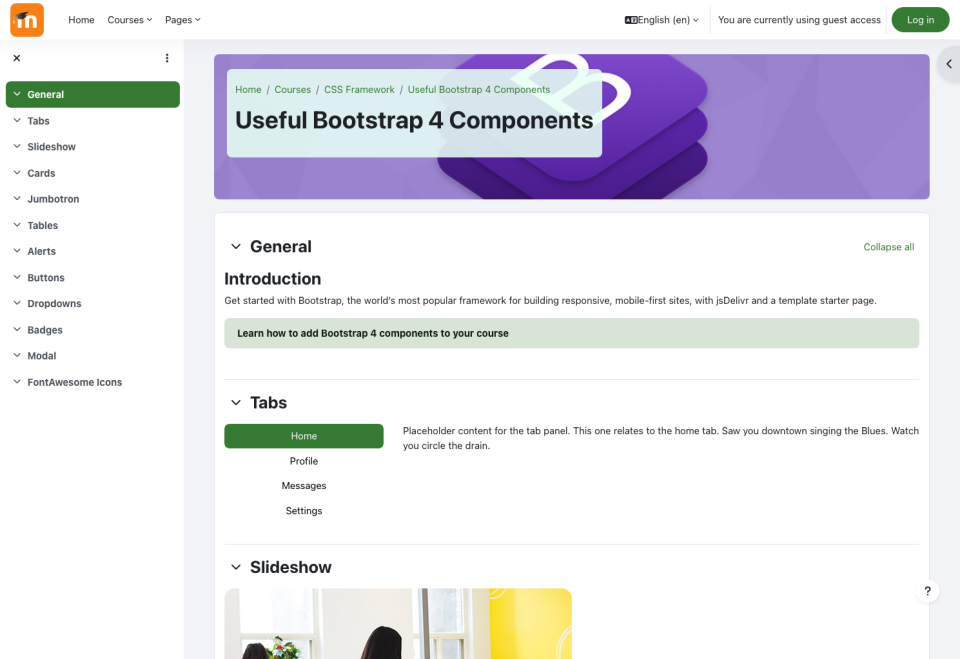 m
Home Courses Pages
English (en)
You are currently using guest access
Log in
General
Tabs
Slideshow
Cards
Jumbotron
Tables
Alerts
Buttons
Dropdowns
Badges
Modal
FontAwesome Icons
Home / Courses / CSS Framework / Useful Bootstrap 4 Components
Useful Bootstrap 4 Components
General
Collapse all
Introduction
Get started with Bootstrap, the world's most popular framework for building responsive, mobile-first sites, with jsDelivr and a template starter page.
Learn how to add Bootstrap 4 components to your course
Tabs
Home
Profile
Messages
Settings
Placeholder content for the tab panel. This one relates to the home tab. Saw you downtown singing the Blues. Watch
you circle the drain.
Slideshow
?